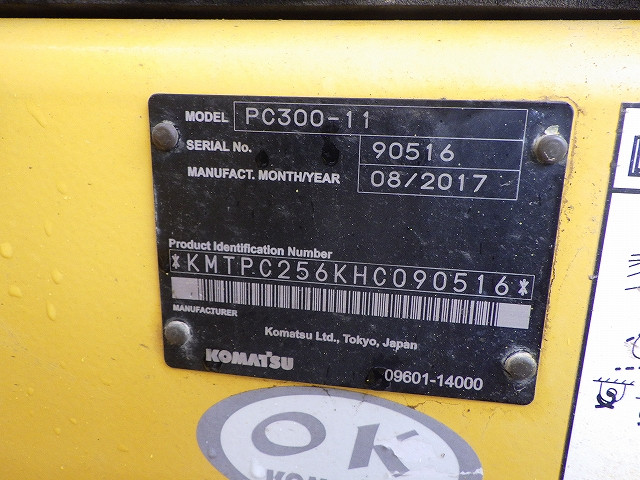 MODEL PC300-11
SERIAL No. 90516
MANUFACT. MONTH/YEAR 08/2017
Product Identification Number
*KMTPC256KHC090516*
MANUFACTURER
Komatsu Ltd., Tokyo, Japan
KOMATSU
09601-14000
OK